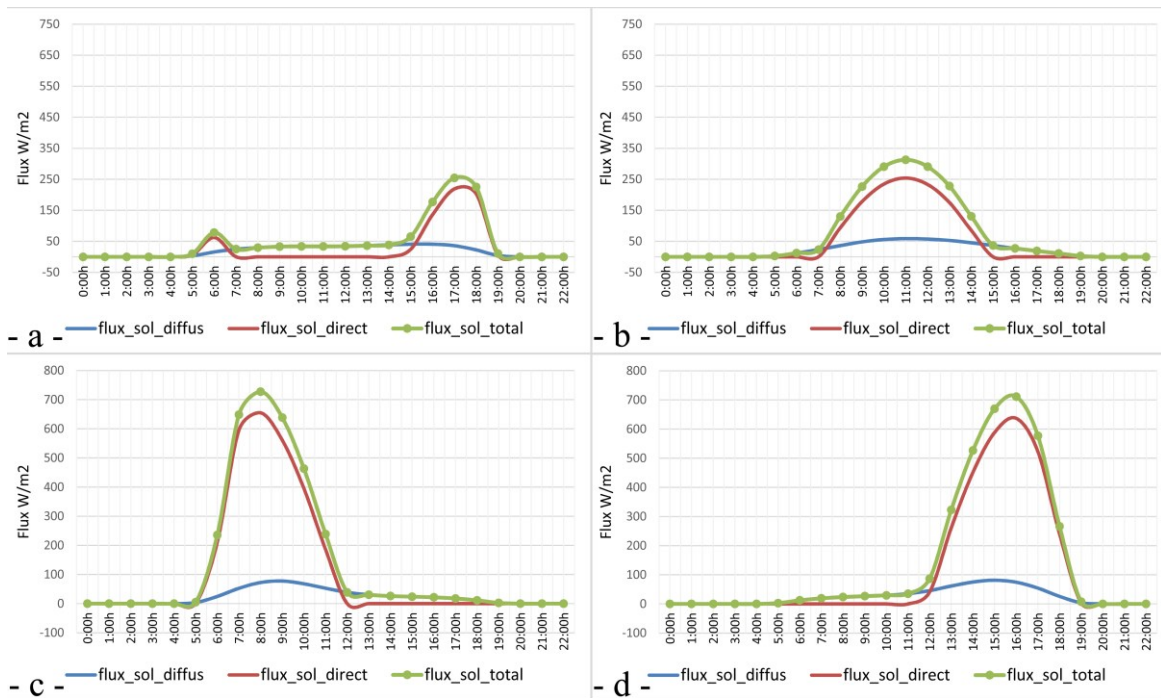 750
650
550
450
350
250
150
50
-50
Flux W/m2
0:00h
1:00h
2:00h
3:00h
4:00h
5:00h
6:00h
7:00h
8:00h
9:00h
10:00h
11:00h
12:00h
13:00h
14:00h
15:00h
16:00h
17:00h
18:00h
19:00h
20:00h
21:00h
22:00h
flux_sol_diffus flux_sol_direct flux_sol_total
- a -
750
650
550
450
350
250
150
50
-50
Flux W/m2
0:00h
1:00h
2:00h
3:00h
4:00h
5:00h
6:00h
7:00h
8:00h
9:00h
10:00h
11:00h
12:00h
13:00h
14:00h
15:00h
16:00h
17:00h
18:00h
19:00h
20:00h
21:00h
22:00h
flux_sol_diffus flux_sol_direct flux_sol_total
- b -
800
700
600
500
400
300
200
100
0
-100
Flux W/m2
0:00h
1:00h
2:00h
3:00h
4:00h
5:00h
6:00h
7:00h
8:00h
9:00h
10:00h
11:00h
12:00h
13:00h
14:00h
15:00h
16:00h
17:00h
18:00h
19:00h
20:00h
21:00h
22:00h
flux_sol_diffus flux_sol_direct flux_sol_total
- c -
800
700
600
500
400
300
200
100
0
-100
Flux W/m2
0:00h
1:00h
2:00h
3:00h
4:00h
5:00h
6:00h
7:00h
8:00h
9:00h
10:00h
11:00h
12:00h
13:00h
14:00h
15:00h
16:00h
17:00h
18:00h
19:00h
20:00h
21:00h
22:00h
flux_sol_diffus flux_sol_direct flux_sol_total
- d -